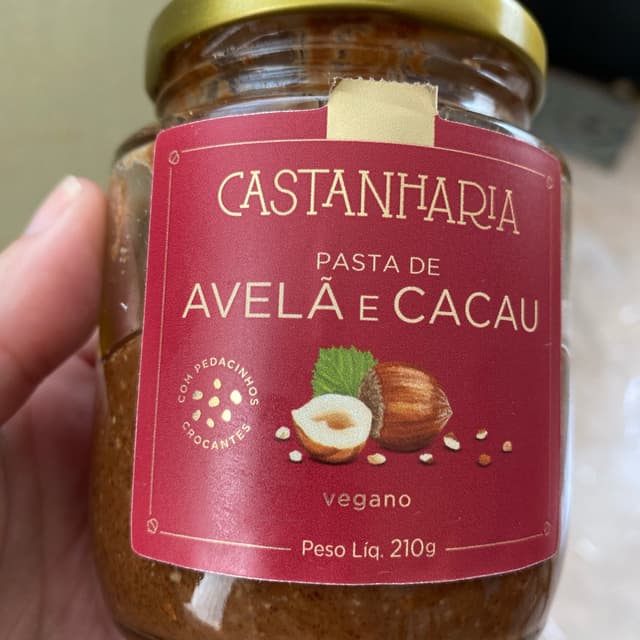 CASTANHARIA
PASTA DE
AVELÃ E CACAU
COM PEDACINHOS
CROCANTES
vegano
Peso Líq. 210g